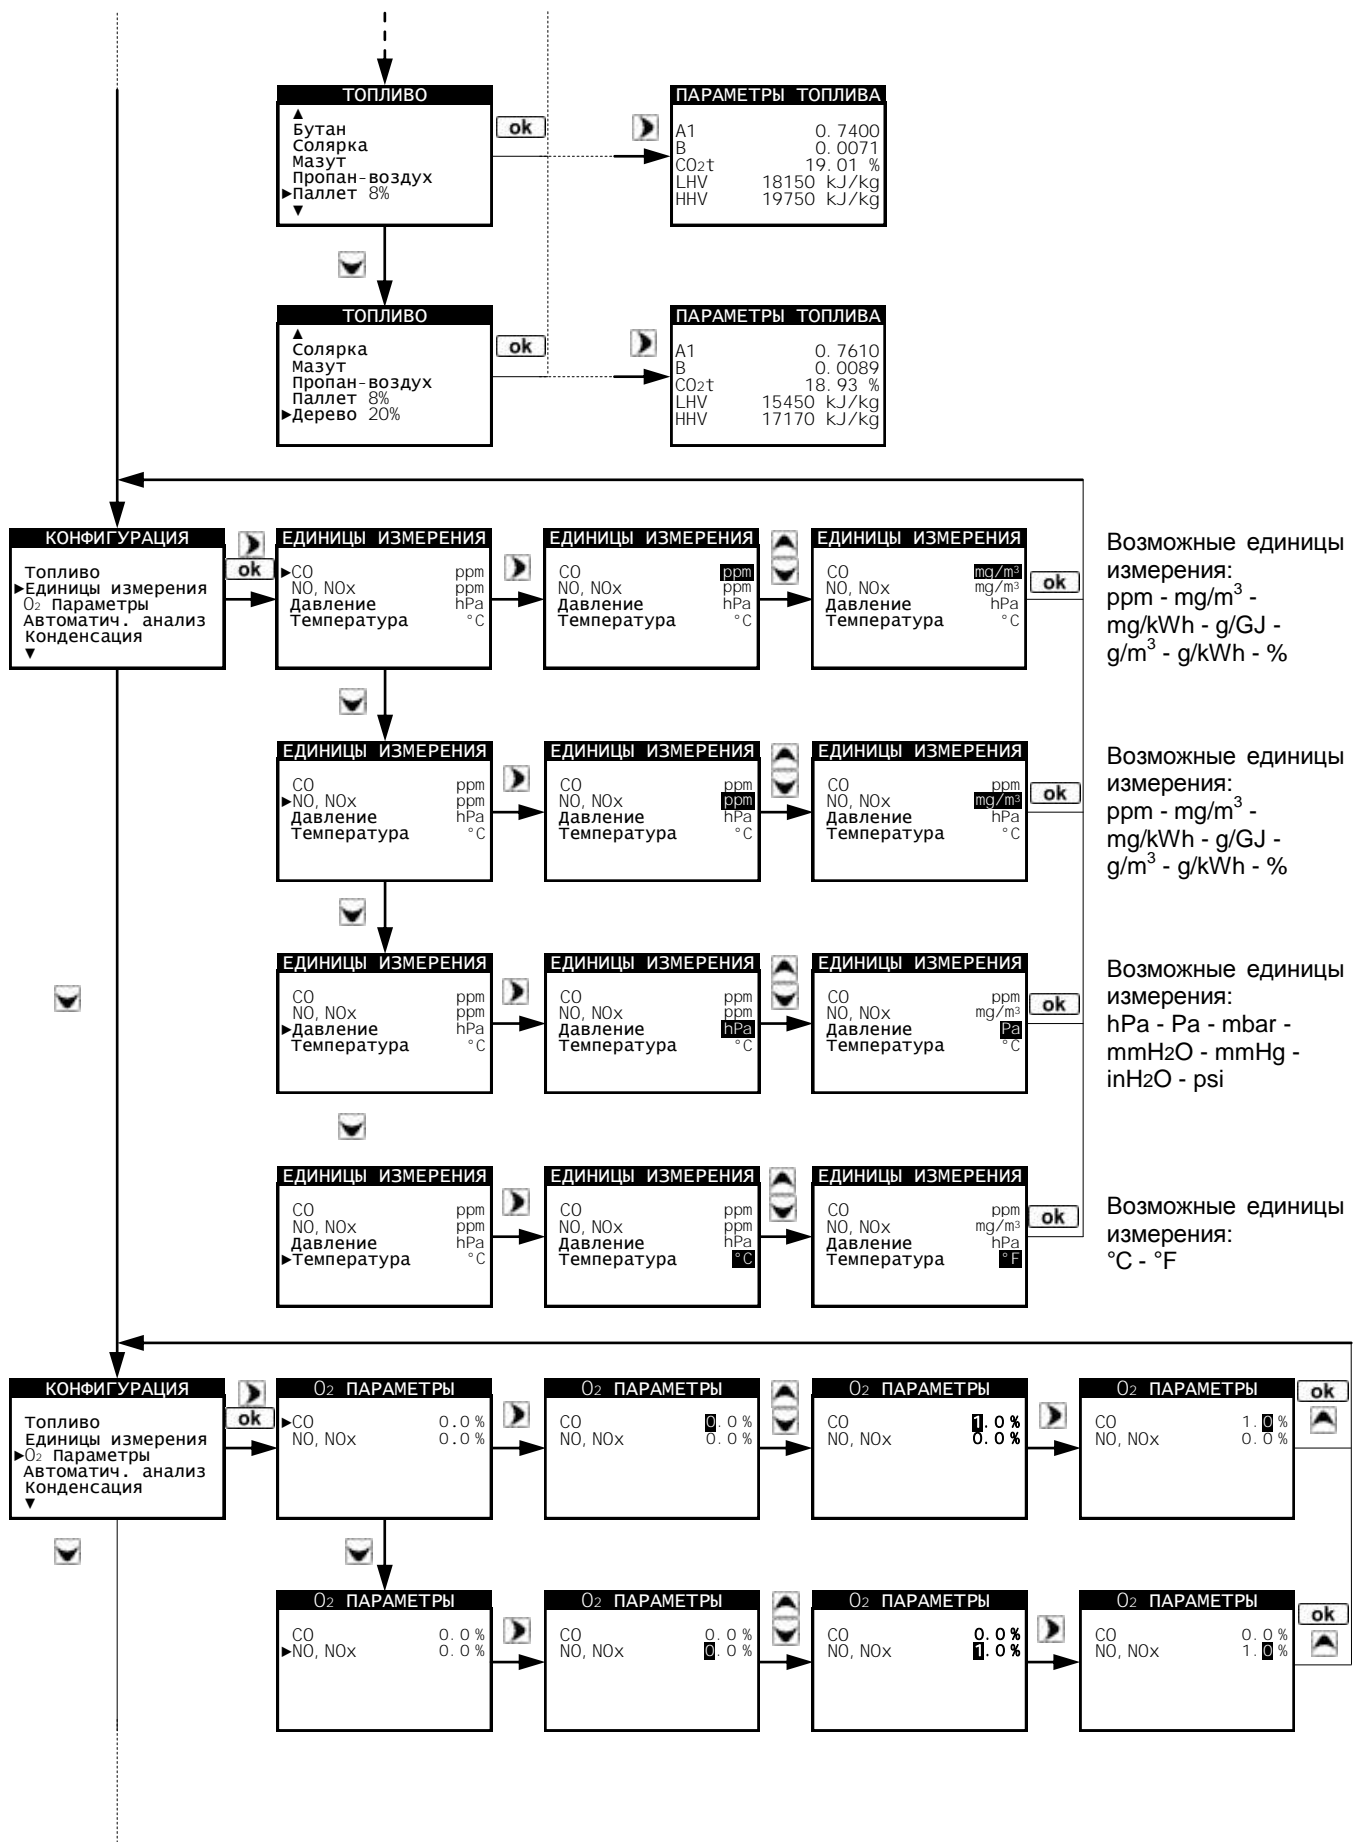 ТОПЛИВО
▲
Бутан
Солярка
Мазут
Пропан-воздух
►Паллет 8%
▼
ok
ПАРАМЕТРЫ ТОПЛИВА
A1 0.7400
B 0.0071
CO2t 19.01 %
LHV 18150 kJ/kg
HHV 19750 kJ/kg
ТОПЛИВО
▲
Солярка
Мазут
Пропан-воздух
Паллет 8%
►Дерево 20%
ok
ПАРАМЕТРЫ ТОПЛИВА
A1 0.7610
B 0.0089
CO2t 18.93 %
LHV 15450 kJ/kg
HHV 17170 kJ/kg
КОНФИГУРАЦИЯ
Топливо
►Единицы измерения
O2 Параметры
Автоматич. анализ
Конденсация
▼
ok
ЕДИНИЦЫ ИЗМЕРЕНИЯ
►CO ppm
NO,NOx ppm
Давление hPa
Температура °C
ЕДИНИЦЫ ИЗМЕРЕНИЯ
CO ppm
NO,NOx ppm
Давление hPa
Температура °C
ЕДИНИЦЫ ИЗМЕРЕНИЯ
CO mg/m³
NO,NOx mg/m³
Давление hPa
Температура °C
ok
Возможные единицы
измерения:
ppm - mg/m³ -
mg/kWh - g/GJ -
g/m³ - g/kWh - %
ЕДИНИЦЫ ИЗМЕРЕНИЯ
CO ppm
►NO,NOx ppm
Давление hPa
Температура °C
ЕДИНИЦЫ ИЗМЕРЕНИЯ
CO ppm
NO,NOx ppm
Давление hPa
Температура °C
ЕДИНИЦЫ ИЗМЕРЕНИЯ
CO ppm
NO,NOx mg/m³
Давление hPa
Температура °C
ok
Возможные единицы
измерения:
ppm - mg/m³ -
mg/kWh - g/GJ -
g/m³ - g/kWh - %
ЕДИНИЦЫ ИЗМЕРЕНИЯ
CO ppm
NO,NOx ppm
►Давление hPa
Температура °C
ЕДИНИЦЫ ИЗМЕРЕНИЯ
CO ppm
NO,NOx ppm
Давление hPa
Температура °C
ЕДИНИЦЫ ИЗМЕРЕНИЯ
CO ppm
NO,NOx mg/m³
Давление Pa
Температура °C
ok
Возможные единицы
измерения:
hPa - Pa - mbar -
mmH2O - mmHg -
inH2O - psi
ЕДИНИЦЫ ИЗМЕРЕНИЯ
CO ppm
NO,NOx ppm
Давление hPa
►Температура °C
ЕДИНИЦЫ ИЗМЕРЕНИЯ
CO ppm
NO,NOx ppm
Давление hPa
Температура °C
ЕДИНИЦЫ ИЗМЕРЕНИЯ
CO ppm
NO,NOx mg/m³
Давление hPa
Температура °F
ok
Возможные единицы
измерения:
°C - °F
КОНФИГУРАЦИЯ
Топливо
Единицы измерения
►O2 Параметры
Автоматич. анализ
Конденсация
▼
ok
O2 ПАРАМЕТРЫ
►CO 0.0%
NO,NOx 0.0%
O2 ПАРАМЕТРЫ
CO 0.0%
NO,NOx 0.0%
O2 ПАРАМЕТРЫ
CO 1.0%
NO,NOx 0.0%
O2 ПАРАМЕТРЫ
CO 1.0%
NO,NOx 0.0%
ok
O2 ПАРАМЕТРЫ
CO 0.0%
►NO,NOx 0.0%
O2 ПАРАМЕТРЫ
CO 0.0%
NO,NOx 0.0%
O2 ПАРАМЕТРЫ
CO 0.0%
NO,NOx 1.0%
O2 ПАРАМЕТРЫ
CO 0.0%
NO,NOx 1.0%
ok